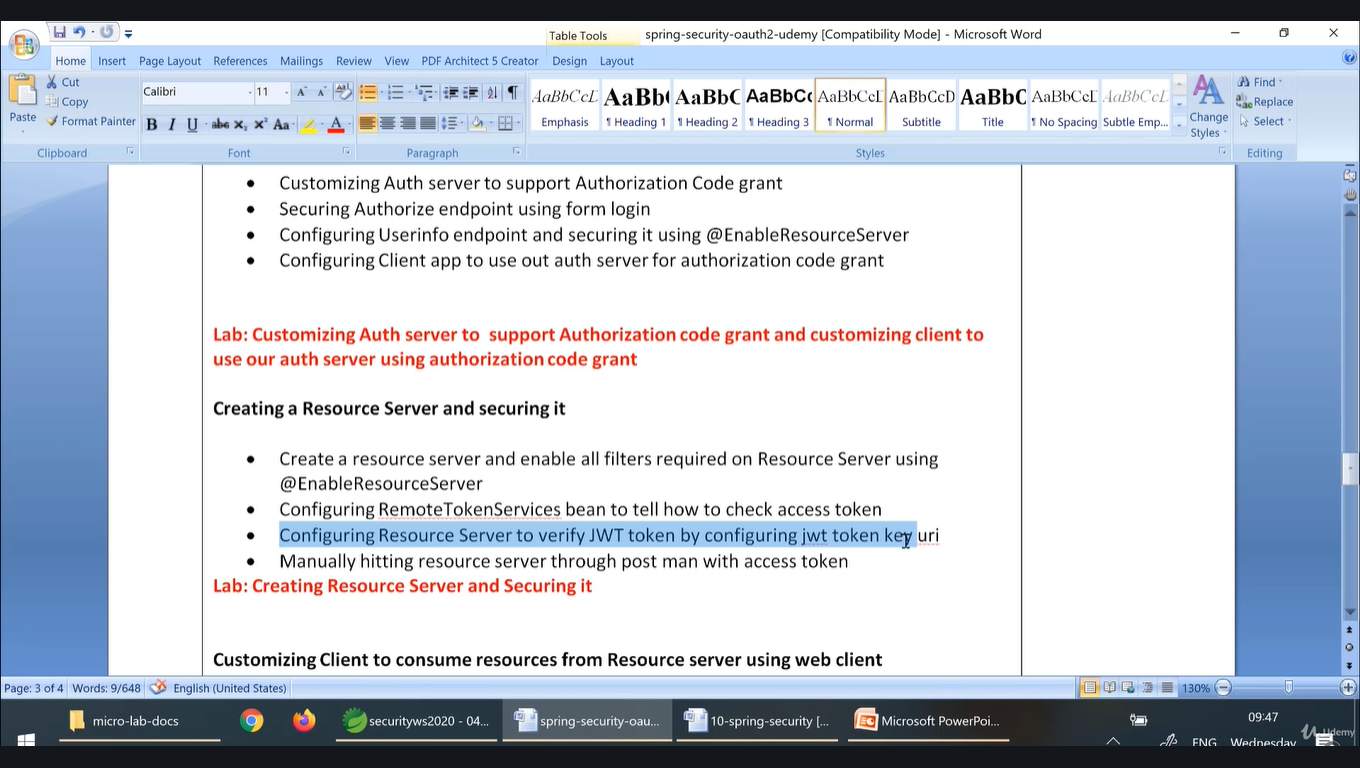 Table Tools
spring-security-oauth2-udemy [Compatibility Mode] - Microsoft Word
Home Insert Page Layout References Mailings Review View PDF Architect 5 Creator Design Layout
Paste
Cut
Copy
Format Painter
Clipboard
Calibri 11
Font
Paragraph
AaBbCcL AaBb( AaBbC AaBbCc AaBbCcI AaBbCcD AaBbC AaBbCcI AaBbCcL
Emphasis ¶ Heading 1 ¶ Heading 2 ¶ Heading 3 ¶ Normal Subtitle Title ¶ No Spacing Subtle Emp...
Change Styles
Styles
Find
Replace
Select
Editing
• Customizing Auth server to support Authorization Code grant
• Securing Authorize endpoint using form login
• Configuring Userinfo endpoint and securing it using @EnableResourceServer
• Configuring Client app to use out auth server for authorization code grant
Lab: Customizing Auth server to support Authorization code grant and customizing client to
use our auth server using authorization code grant
Creating a Resource Server and securing it
• Create a resource server and enable all filters required on Resource Server using
@EnableResourceServer
• Configuring RemoteTokenServices bean to tell how to check access token
• Configuring Resource Server to verify JWT token by configuring jwt token key uri
• Manually hitting resource server through post man with access token
Lab: Creating Resource Server and Securing it
Customizing Client to consume resources from Resource server using web client
Page: 3 of 4 Words: 9/648 English (United States) 130%
micro-lab-docs securityws2020 - 04... spring-security-oau... 10-spring-security [... Microsoft PowerPoi...
09:47
ENG Wednesday
Udemy